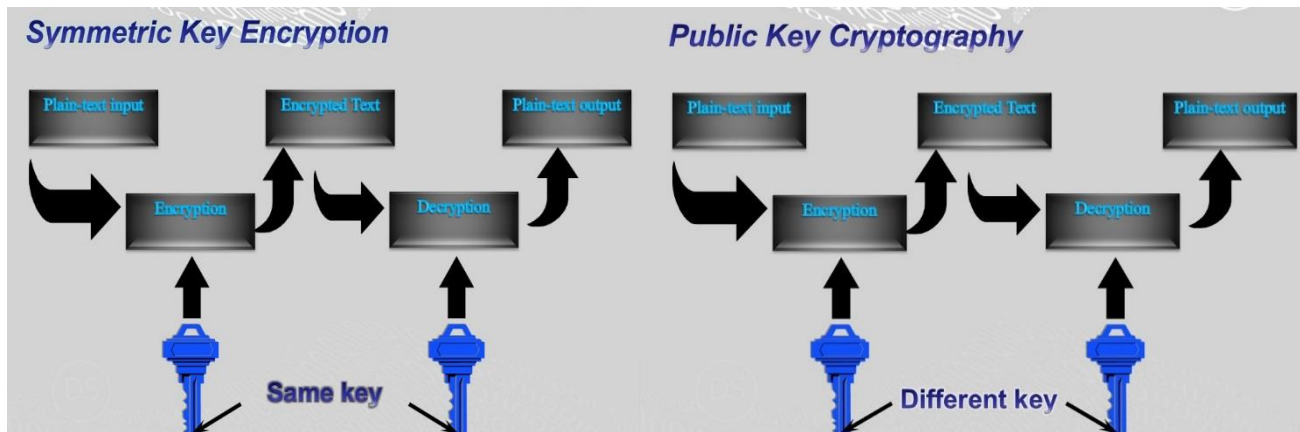 Symmetric Key Encryption
Plain-text input
Encrypted Text
Plain-text output
Encryption
Decryption
Same key
Public Key Cryptography
Plain-text input
Encrypted Text
Plain-text output
Encryption
Decryption
Different key